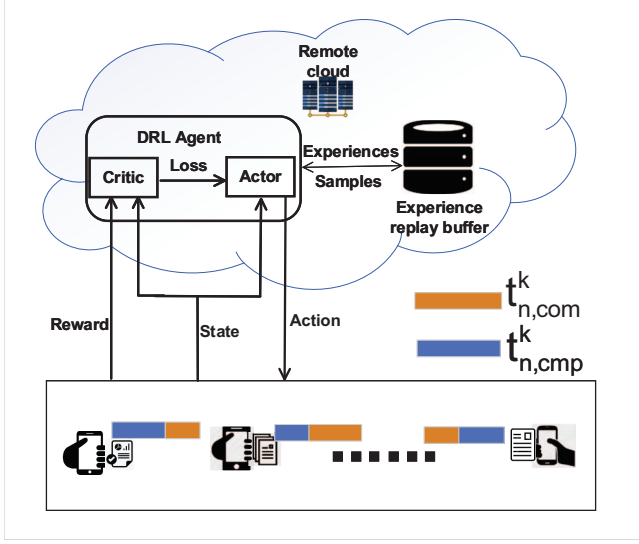 Remote
cloud
DRL Agent
Critic
Loss
Actor
Experiences
Samples
Experience
replay buffer
Reward
State
Action
t^k_{n,com}
t^k_{n,cmp}